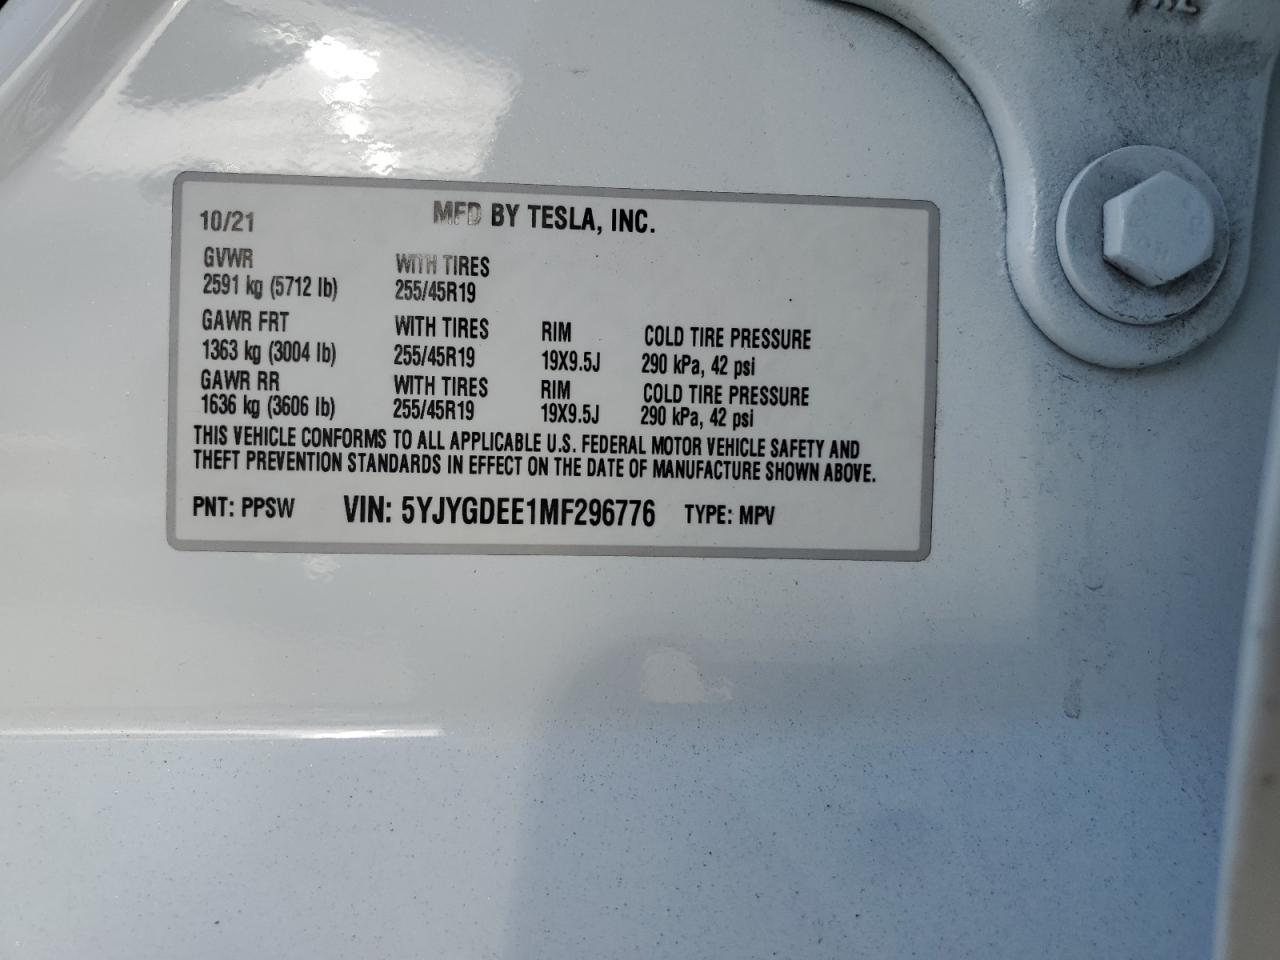 10/21 MFD BY TESLA, INC.
GVWR WITH TIRES
2591 kg (5712 lb) 255/45R19
GAWR FRT WITH TIRES RIM COLD TIRE PRESSURE
1363 kg (3004 lb) 255/45R19 19X9.5J 290 kPa, 42 psi
GAWR RR WITH TIRES RIM COLD TIRE PRESSURE
1636 kg (3606 lb) 255/45R19 19X9.5J 290 kPa, 42 psi
THIS VEHICLE CONFORMS TO ALL APPLICABLE U.S. FEDERAL MOTOR VEHICLE SAFETY AND
THEFT PREVENTION STANDARDS IN EFFECT ON THE DATE OF MANUFACTURE SHOWN ABOVE.
PNT: PPSW VIN: 5YJYGDEE1MF296776 TYPE: MPV